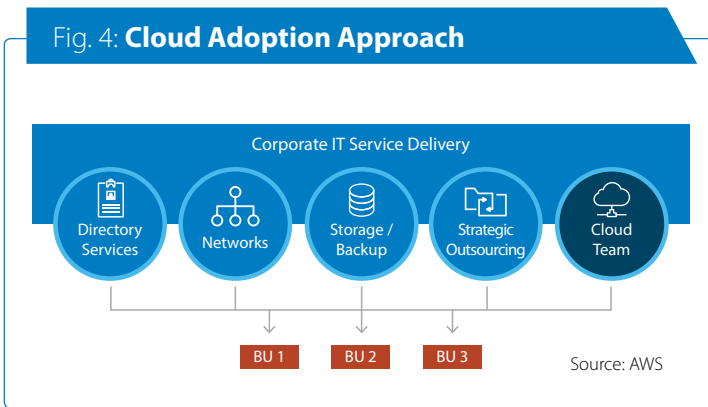 Fig. 4: Cloud Adoption Approach
Corporate IT Service Delivery
Directory
Services
Networks
Storage /
Backup
Strategic
Outsourcing
Cloud
Team
BU 1
BU 2
BU 3
Source: AWS